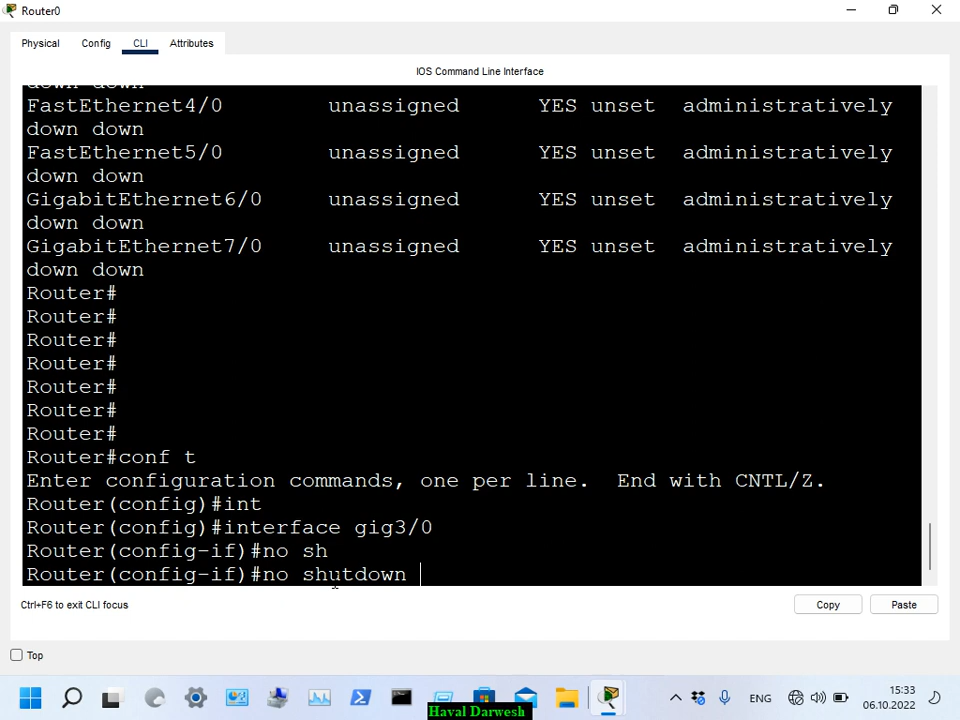 Router0
Physical Config CLI Attributes
IOS Command Line Interface
down down
FastEthernet4/0 unassigned YES unset administratively
down down
FastEthernet5/0 unassigned YES unset administratively
down down
GigabitEthernet6/0 unassigned YES unset administratively
down down
GigabitEthernet7/0 unassigned YES unset administratively
down down
Router#
Router#
Router#
Router#
Router#
Router#
Router#
Router#conf t
Enter configuration commands, one per line. End with CNTL/Z.
Router(config)#int
Router(config)#interface gig3/0
Router(config-if)#no sh
Router(config-if)#no shutdown
Ctrl+F6 to exit CLI focus
Copy Paste
Top
ENG
15:33
06.10.2022
Haval Darwesh